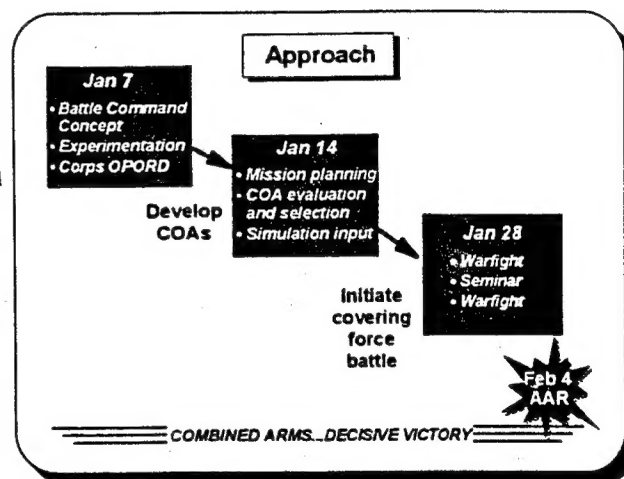 Approach
Jan 7
• Battle Command
Concept
• Experimentation
• Corps OPORD
Develop
COAs
Jan 14
• Mission planning
• COA evaluation
and selection
• Simulation input
Initiate
covering
force
battle
Jan 28
• Warfight
• Seminar
• Warfight
Feb 4
AAR
COMBINED ARMS...DECISIVE VICTORY